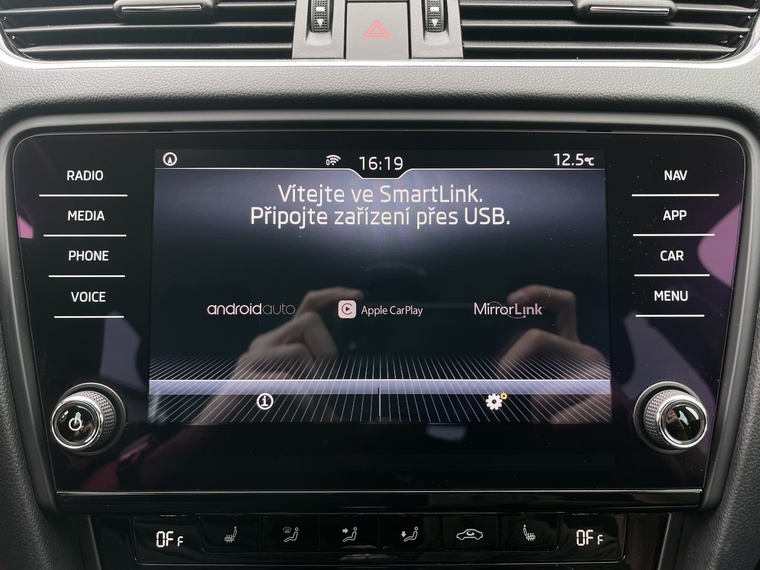 16:19
12.5℃
Vítejte ve SmartLink.
Připojte zařízení přes USB.
RADIO
MEDIA
PHONE
VOICE
NAV
APP
CAR
MENU
androidauto
Apple CarPlay
MirrorLink
OFF
OFF